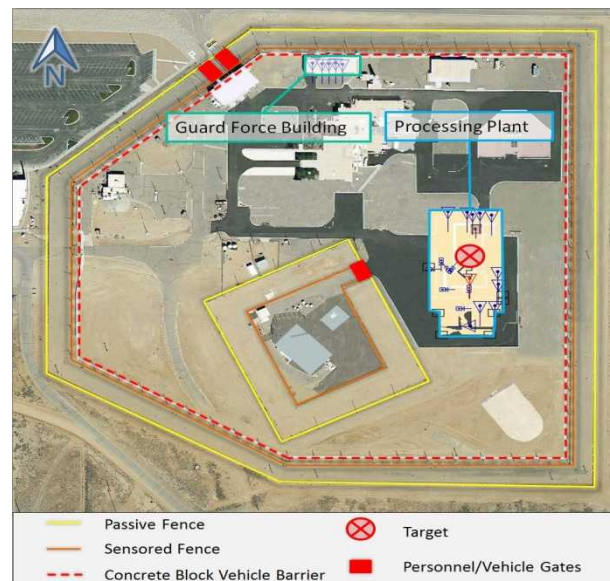 N
Guard Force Building
Processing Plant
Passive Fence
Sensored Fence
Concrete Block Vehicle Barrier
Target
Personnel/Vehicle Gates